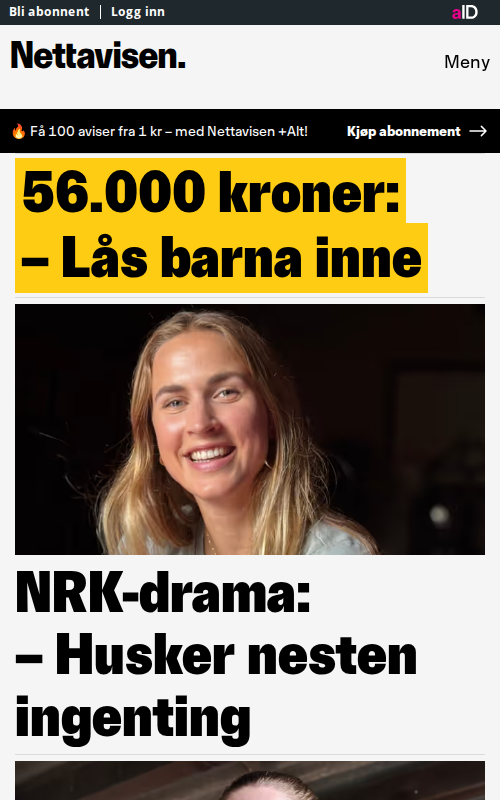 Bli abonnent | Logg inn
aID
Nettavisen.
Meny
🔥 Få 100 aviser fra 1 kr – med Nettavisen +Alt!
Kjøp abonnement →
56.000 kroner:
– Lås barna inne
NRK-drama:
– Husker nesten
ingenting